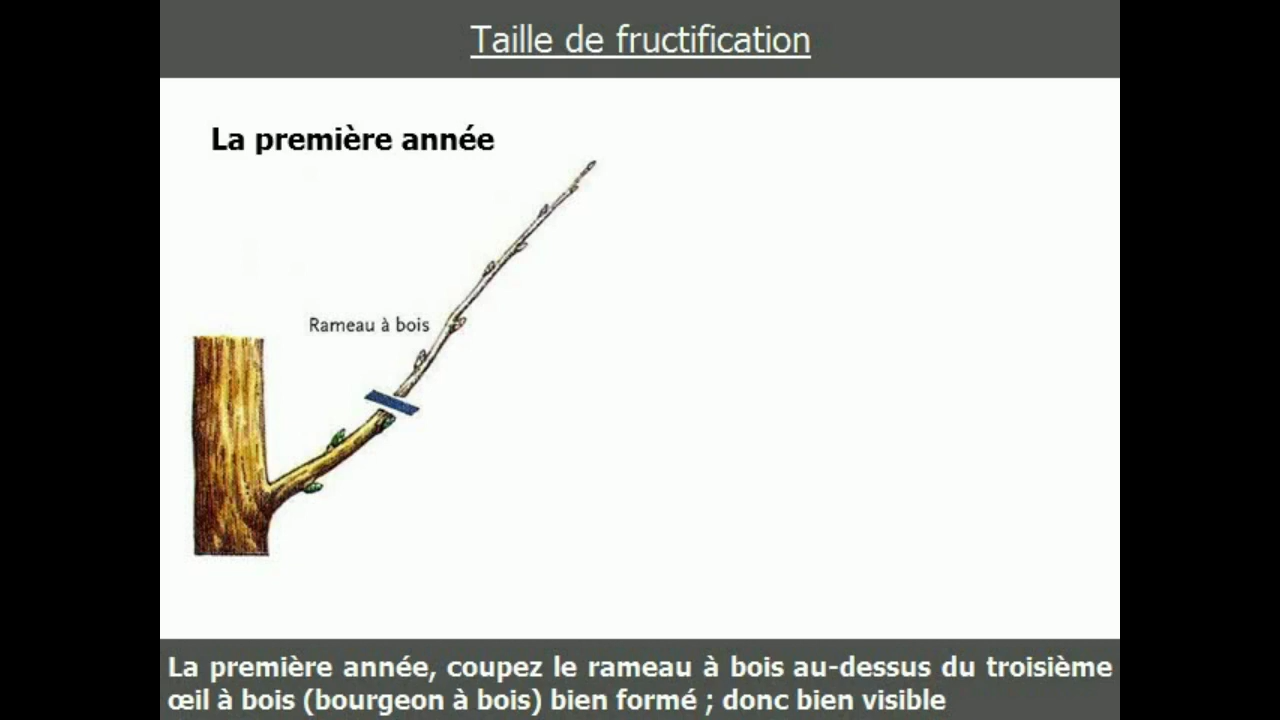 Taille de fructification
La première année
Rameau à bois
La première année, coupez le rameau à bois au-dessus du troisième
œil à bois (bourgeon à bois) bien formé ; donc bien visible